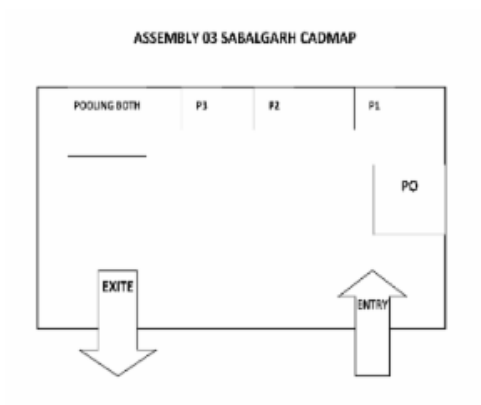 ASSEMBLY 03 SABALGARH CADMAP
POOLING BOTH P3 P2 P1
PO
EXITE
ENTRY